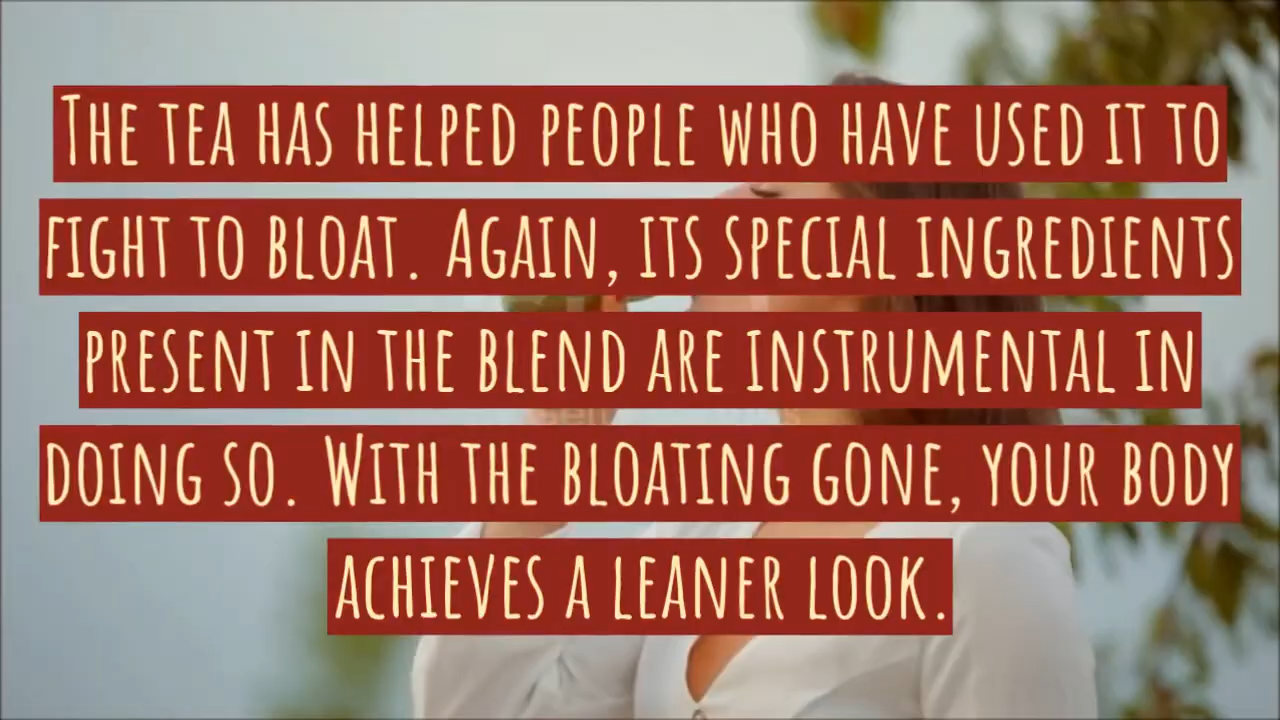 The tea has helped people who have used it to
fight to bloat. Again, its special ingredients
present in the blend are instrumental in
doing so. With the bloating gone, your body
achieves a leaner look.